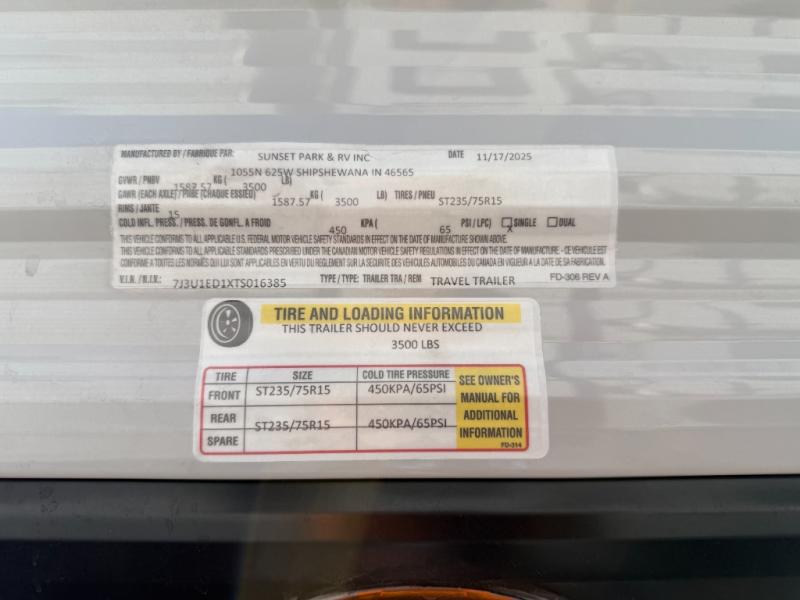 MANUFACTURED BY / FABRIQUE PAR: SUNSET PARK & RV INC DATE 11/17/2025
1055N 625W SHIPSHEWANA IN 46565
GVWR / PNBV 1587.57 KG ( 3500 LB)
GAWR (EACH AXLE) / PNBE (CHAQUE ESSIEU) 1587.57 KG ( 3500 LB) TIRES / PNEU ST235/75R15
RIMS / JANTE 15
COLD INFL. PRESS. / PRESS. DE GONFL. A FROID 450 KPA ( 65 PSI / LPC) X SINGLE DUAL
THIS VEHICLE CONFORMS TO ALL APPLICABLE U.S. FEDERAL MOTOR VEHICLE SAFETY STANDARDS IN EFFECT ON THE DATE OF MANUFACTURE SHOWN ABOVE.
THIS VEHICLE CONFORMS TO ALL APPLICABLE STANDARDS PRESCRIBED UNDER THE CANADIAN MOTOR VEHICLE SAFETY REGULATIONS IN EFFECT ON THE DATE OF MANUFACTURE - CE VEHICULE EST
CONFORME A TOUTES LES NORMES QUI LUI SONT APPLICABLES EN VERTU DU REGLEMENT SUR LA SECURITE DES VEHICULES AUTOMOBILES DU CANADA EN VIGUEUR A LA DATE DE SA FABRICATION.
V.I.N. / N.I.V.: 7J3U1ED1XTS016385 TYPE / TYPE: TRAILER TRA / REM TRAVEL TRAILER FD-306 REV A
TIRE AND LOADING INFORMATION
THIS TRAILER SHOULD NEVER EXCEED
3500 LBS
TIRE SIZE COLD TIRE PRESSURE
FRONT ST235/75R15 450KPA/65PSI
REAR
SPARE ST235/75R15 450KPA/65PSI
SEE OWNER'S
MANUAL FOR
ADDITIONAL
INFORMATION
FD-314